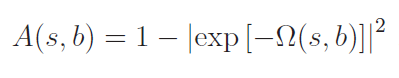 A(s, b) = 1 − |exp [−Ω(s, b)]|²